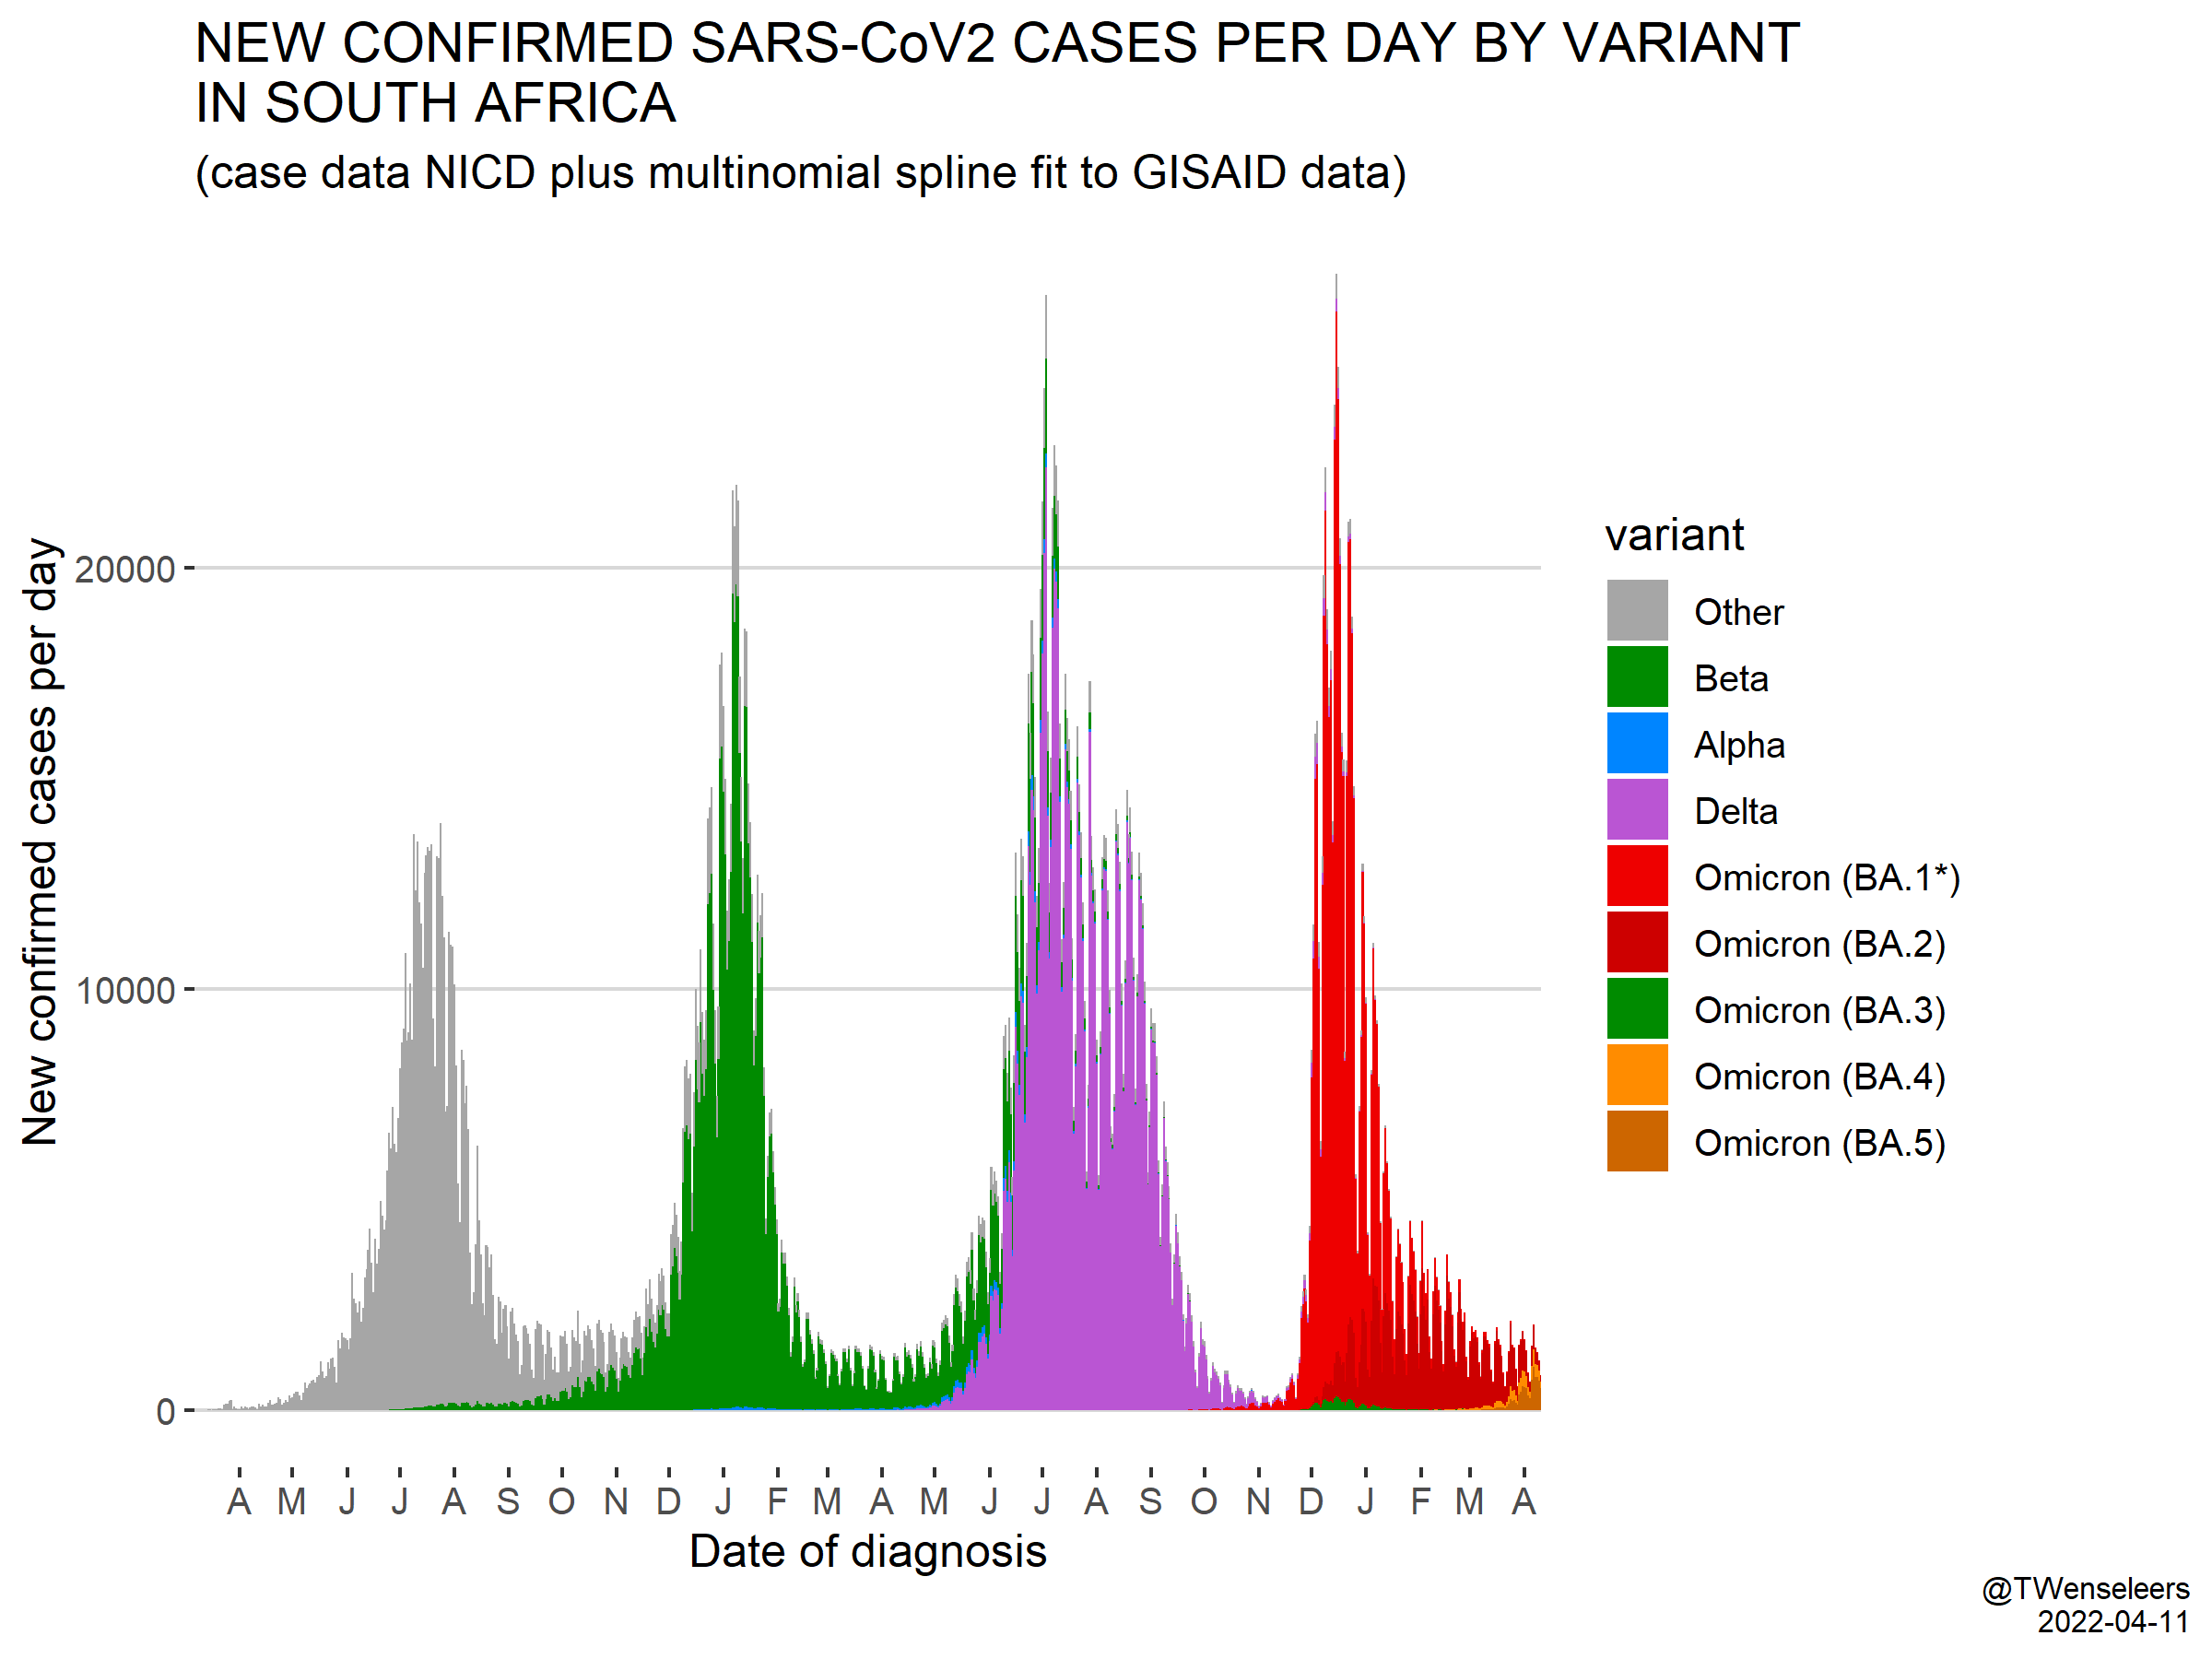 NEW CONFIRMED SARS-CoV2 CASES PER DAY BY VARIANT
IN SOUTH AFRICA
(case data NICD plus multinomial spline fit to GISAID data)
New confirmed cases per day
20000
10000
0
A M J J A S O N D J F M A M J J A S O N D J F M A
Date of diagnosis
variant
Other
Beta
Alpha
Delta
Omicron (BA.1*)
Omicron (BA.2)
Omicron (BA.3)
Omicron (BA.4)
Omicron (BA.5)
@TWenseleers
2022-04-11